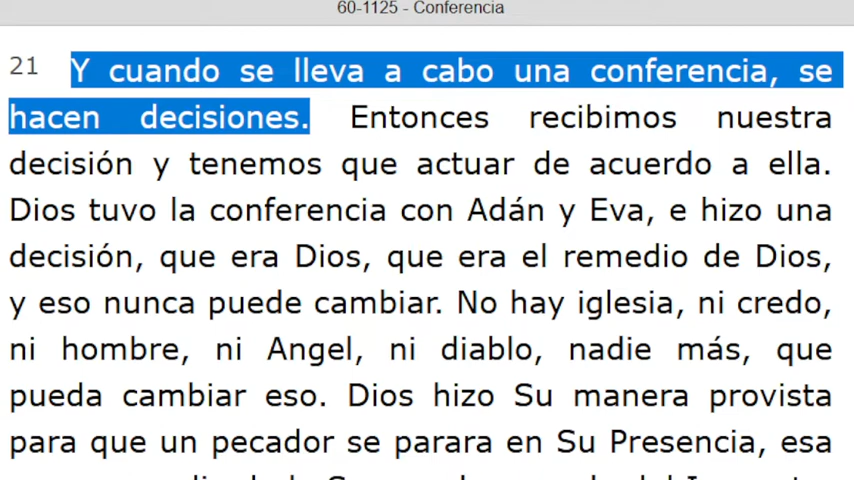 60-1125 - Conferencia
21 Y cuando se lleva a cabo una conferencia, se
hacen decisiones. Entonces recibimos nuestra
decisión y tenemos que actuar de acuerdo a ella.
Dios tuvo la conferencia con Adán y Eva, e hizo una
decisión, que era Dios, que era el remedio de Dios,
y eso nunca puede cambiar. No hay iglesia, ni credo,
ni hombre, ni Angel, ni diablo, nadie más, que
pueda cambiar eso. Dios hizo Su manera provista
para que un pecador se parara en Su Presencia, esa